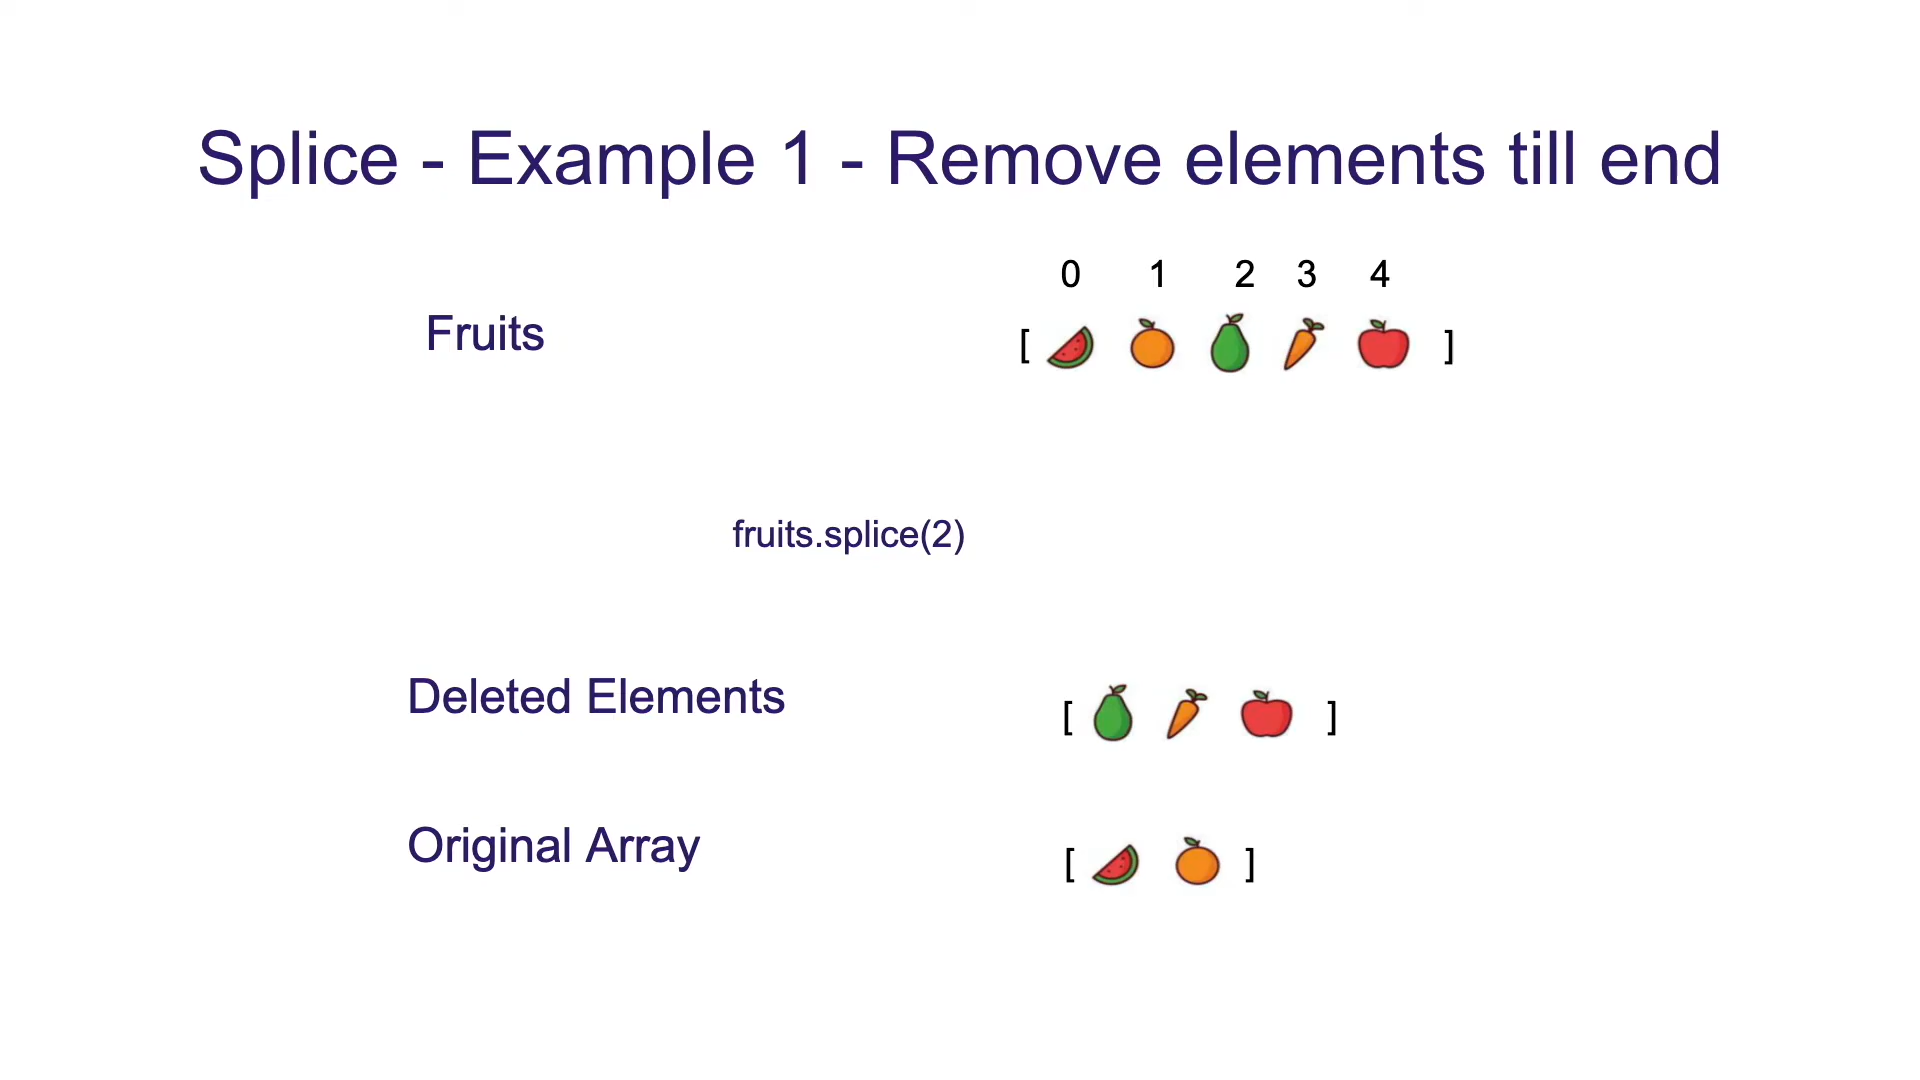 Splice - Example 1 - Remove elements till end
0 1 2 3 4
Fruits [ ]
fruits.splice(2)
Deleted Elements [ ]
Original Array [ ]